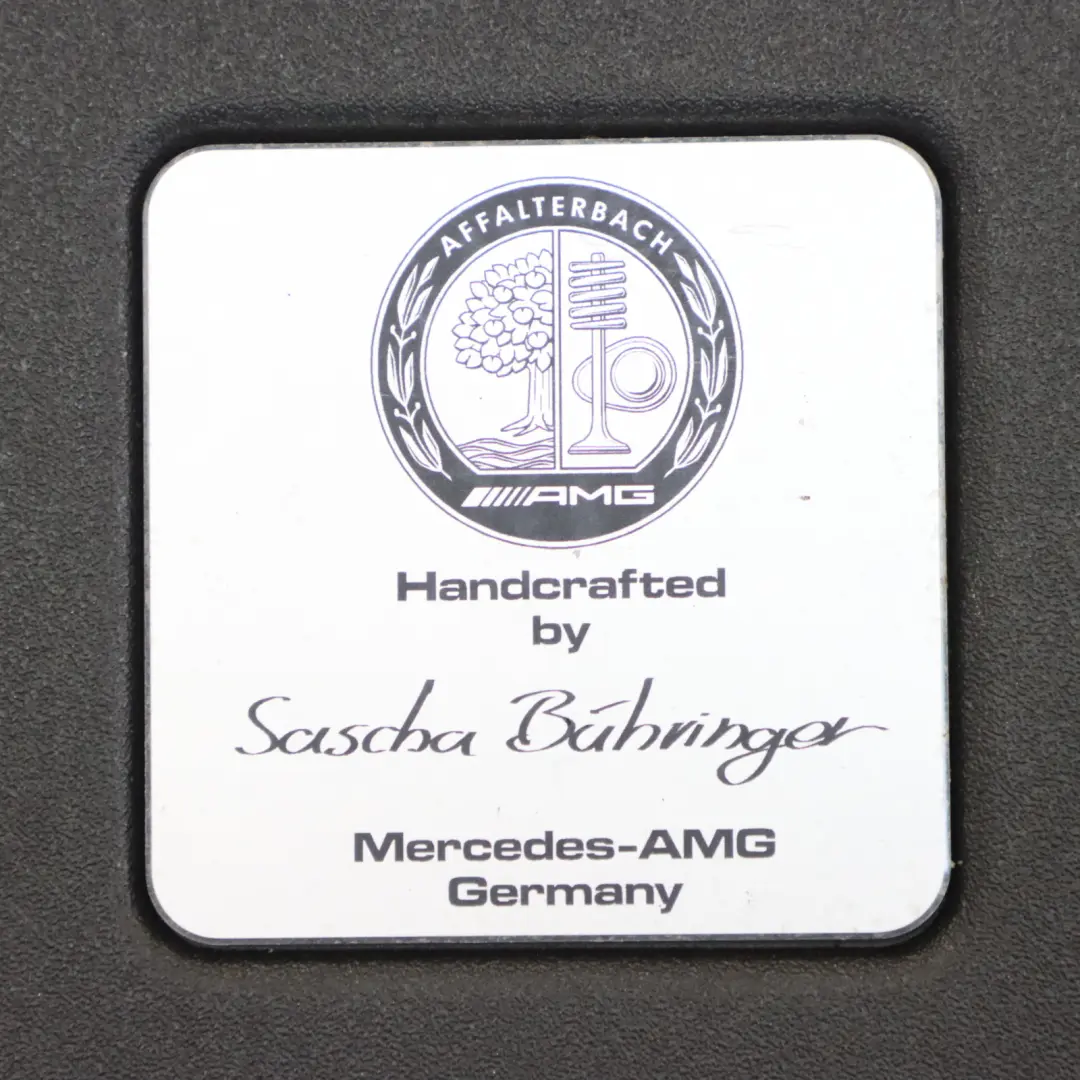 AFFALTERBACH
AMG
Handcrafted
by
Sascha Bühringer
Mercedes-AMG
Germany